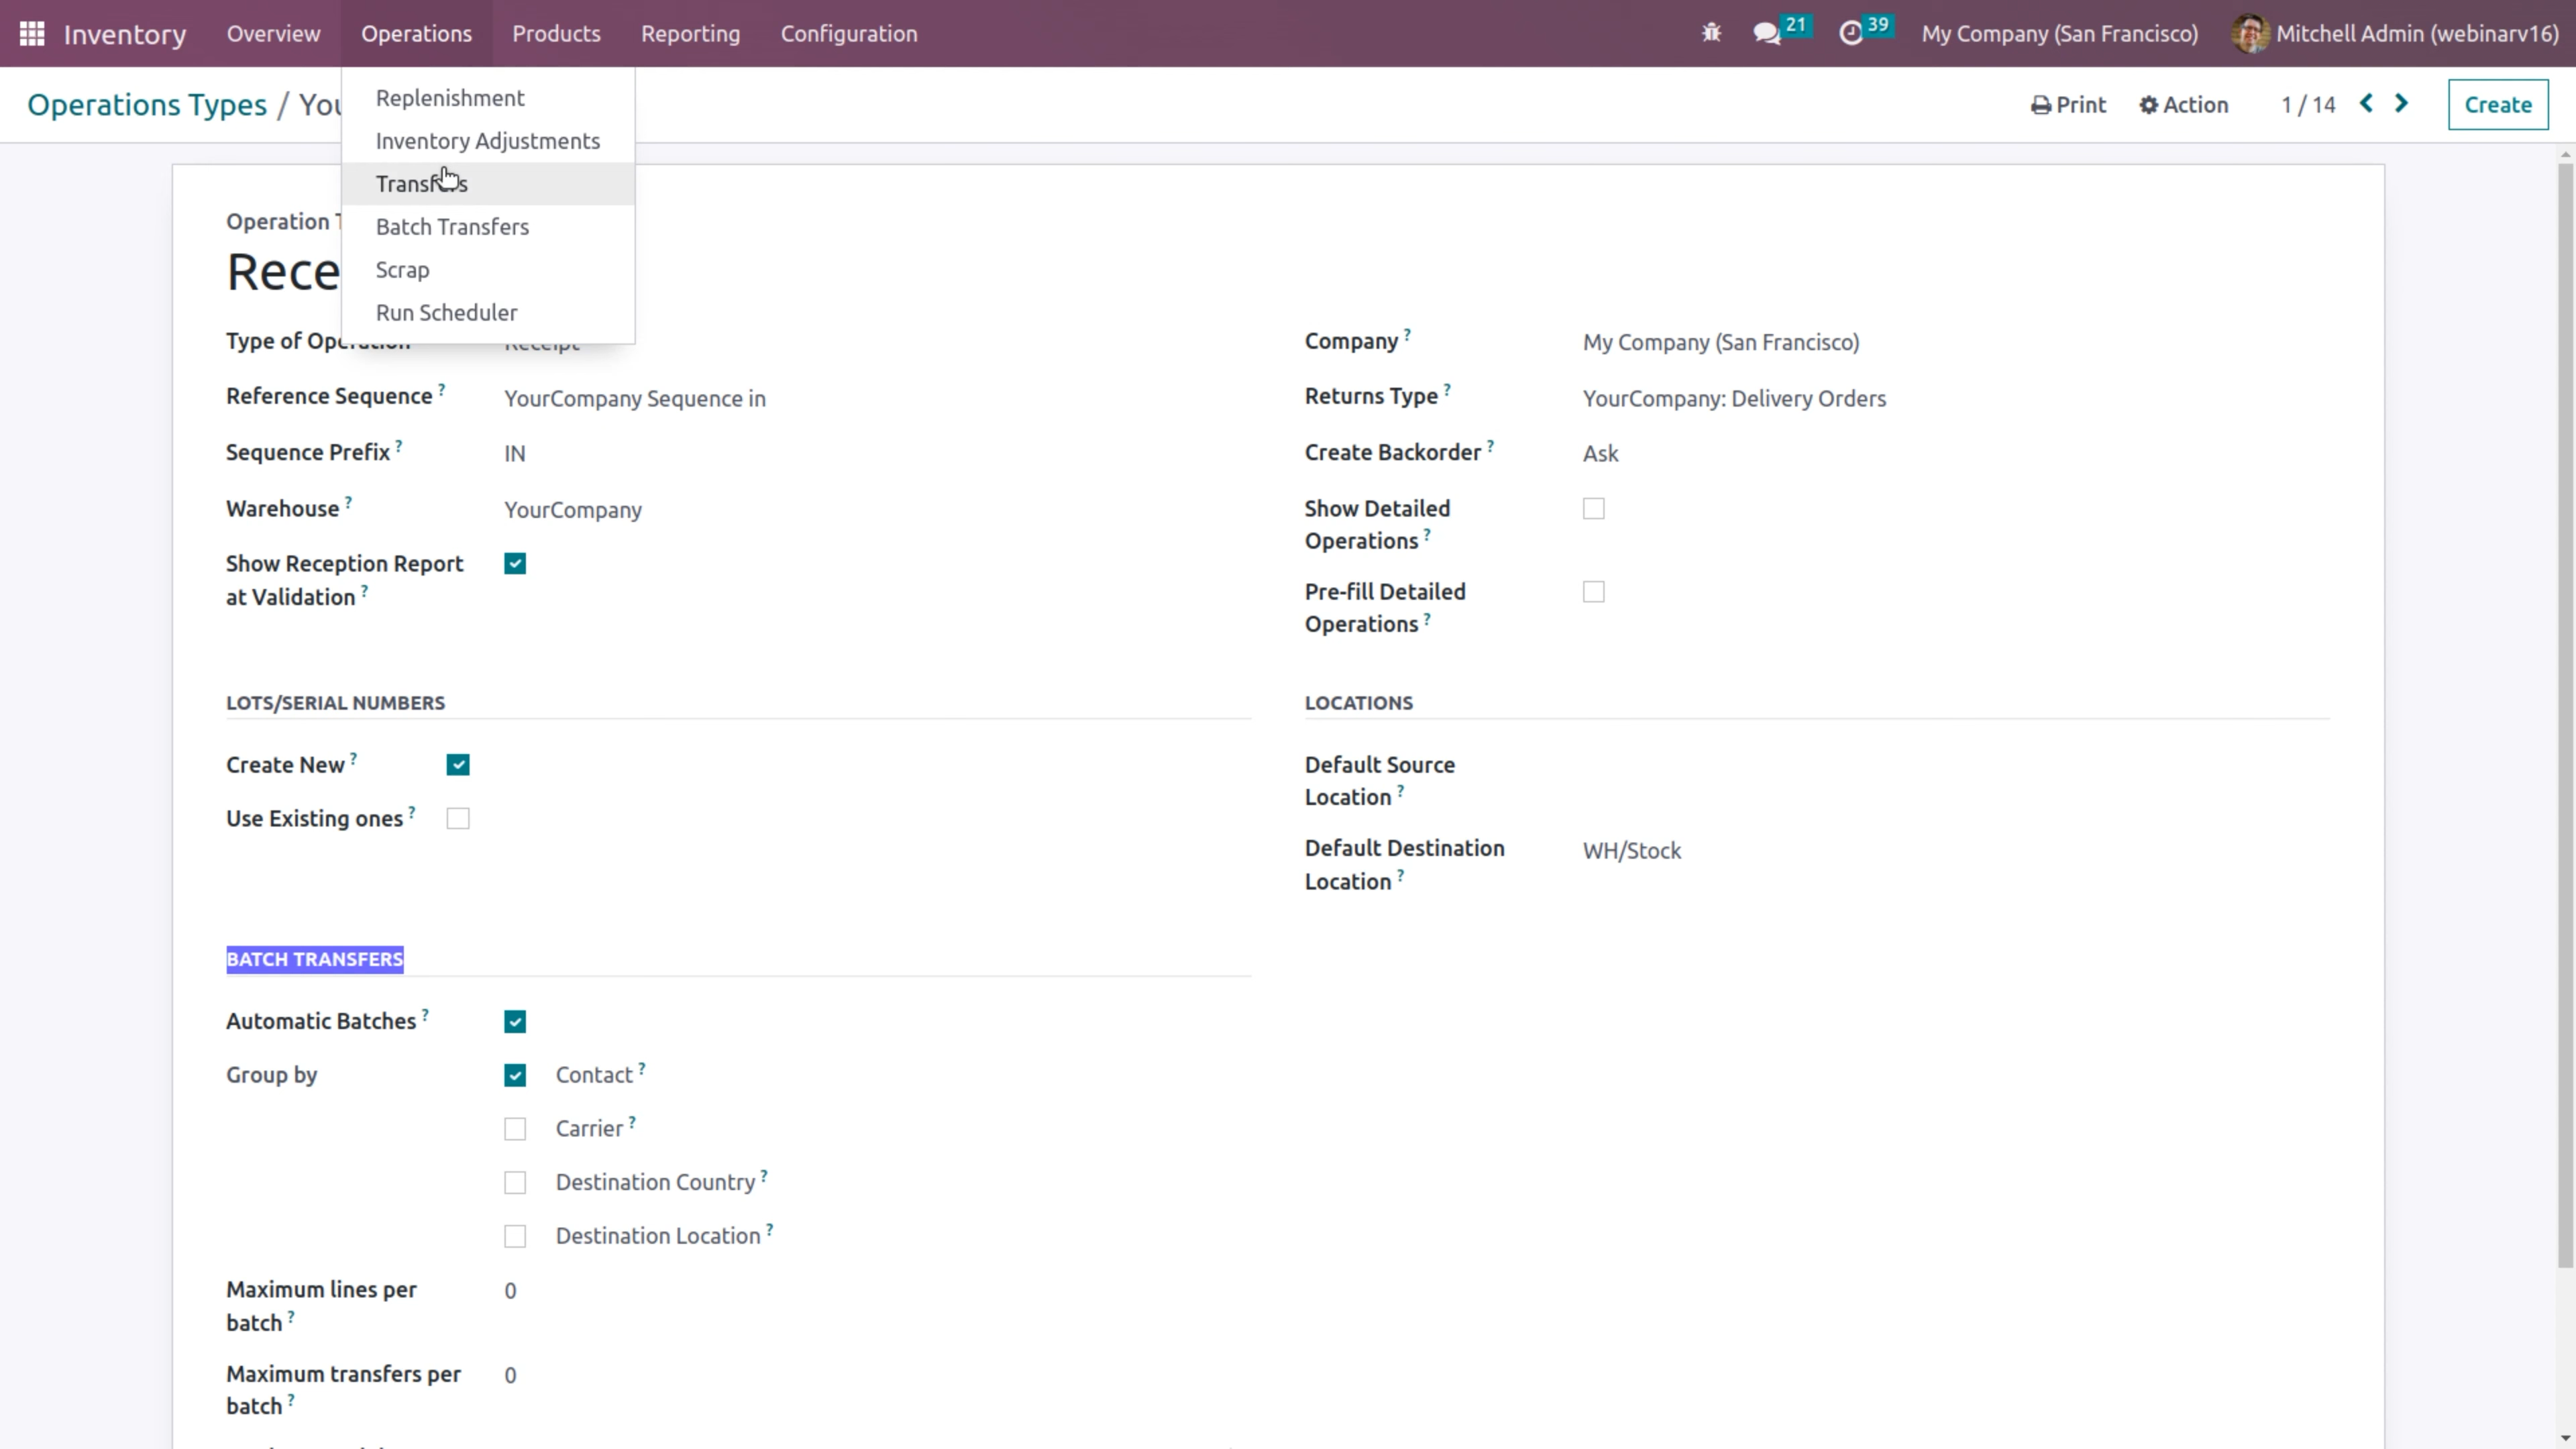 Inventory Overview Operations Products Reporting Configuration 21 39 My Company (San Francisco) Mitchell Admin (webinarv16)
Operations Types / You Print Action 1 / 14 Create
Replenishment
Inventory Adjustments
Transfers
Batch Transfers
Scrap
Run Scheduler
Operation T
Rece
Type of Operation Receipt
Reference Sequence ? YourCompany Sequence in
Sequence Prefix ? IN
Warehouse ? YourCompany
Show Reception Report
at Validation ?
Company ? My Company (San Francisco)
Returns Type ? YourCompany: Delivery Orders
Create Backorder ? Ask
Show Detailed
Operations ?
Pre-fill Detailed
Operations ?
LOTS/SERIAL NUMBERS
Create New ?
Use Existing ones ?
LOCATIONS
Default Source
Location ?
Default Destination WH/Stock
Location ?
BATCH TRANSFERS
Automatic Batches ?
Group by Contact ?
Carrier ?
Destination Country ?
Destination Location ?
Maximum lines per 0
batch ?
Maximum transfers per 0
batch ?